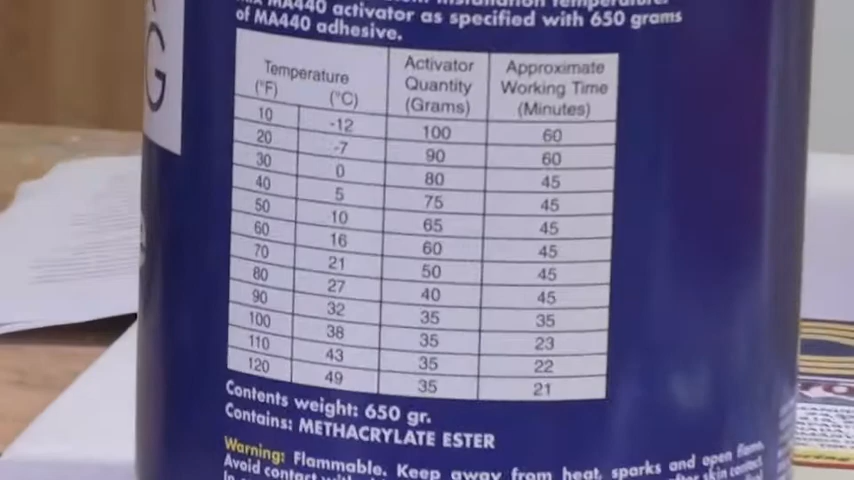 MA440 activator as specified with 650 grams
of MA440 adhesive.
Temperature
(°F) (°C)
Activator
Quantity
(Grams)
Approximate
Working Time
(Minutes)
10 -12 100 60
20 -7 90 60
30 0 80 45
40 5 75 45
50 10 65 45
60 16 60 45
70 21 50 45
80 27 40 45
90 32 35 35
100 38 35 23
110 43 35 22
120 49 35 21
Contents weight: 650 gr.
Contains: METHACRYLATE ESTER
Warning: Flammable. Keep away from heat, sparks and open flame.
Avoid contact with skin contact
G